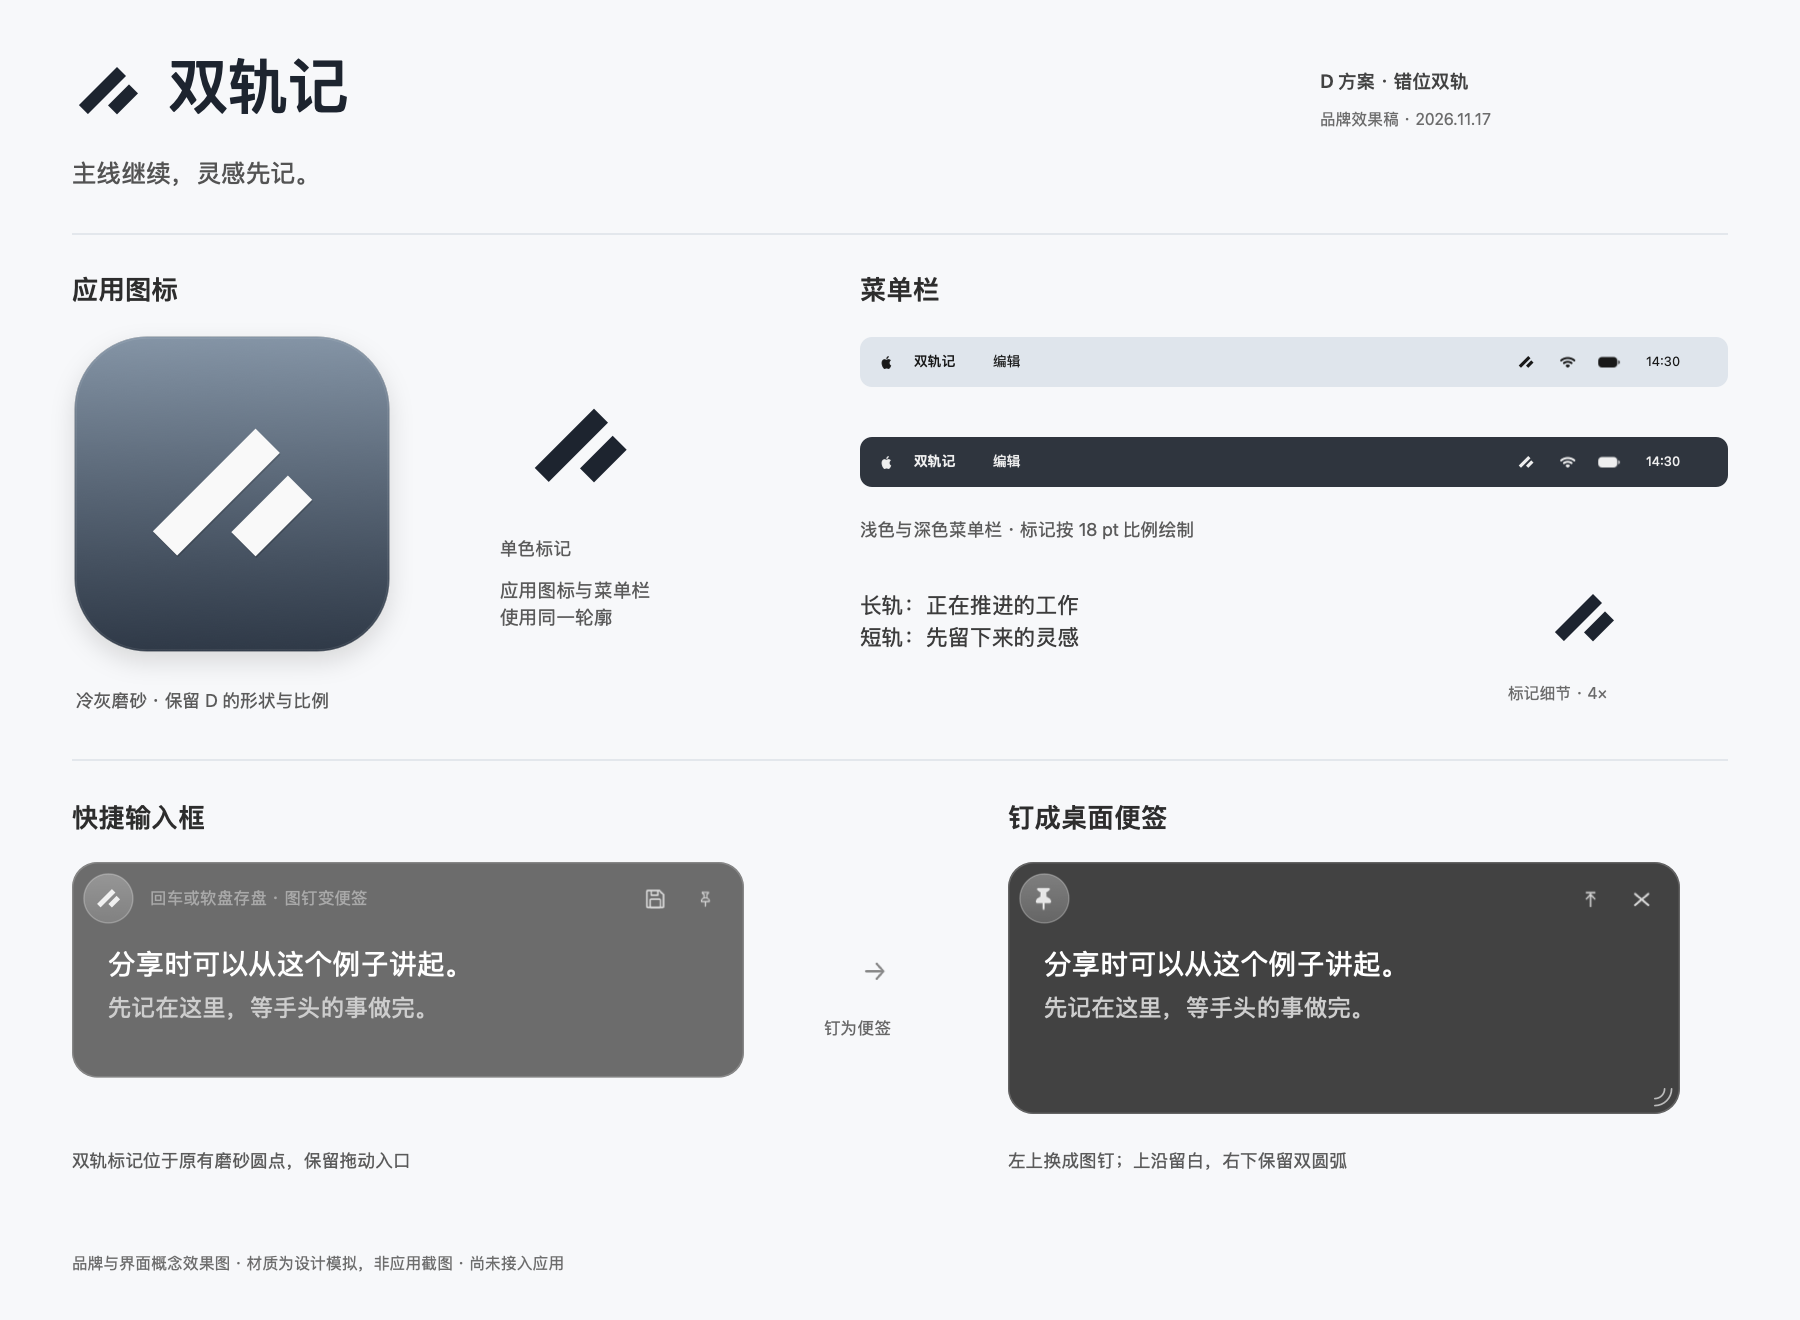 双轨记
D 方案 · 错位双轨
品牌效果稿 · 2026.11.17
主线继续，灵感先记。
应用图标
菜单栏
双轨记 编辑 14:30
双轨记 编辑 14:30
浅色与深色菜单栏 · 标记按 18 pt 比例绘制
单色标记
应用图标与菜单栏
使用同一轮廓
长轨：正在推进的工作
短轨：先留下来的灵感
冷灰磨砂 · 保留 D 的形状与比例
标记细节 · 4×
快捷输入框
回车或软盘存盘 · 图钉变便签
分享时可以从这个例子讲起。
先记在这里，等手头的事做完。
钉为便签
钉成桌面便签
分享时可以从这个例子讲起。
先记在这里，等手头的事做完。
双轨标记位于原有磨砂圆点，保留拖动入口
左上换成图钉；上沿留白，右下保留双圆弧
品牌与界面概念效果图 · 材质为设计模拟，非应用截图 · 尚未接入应用